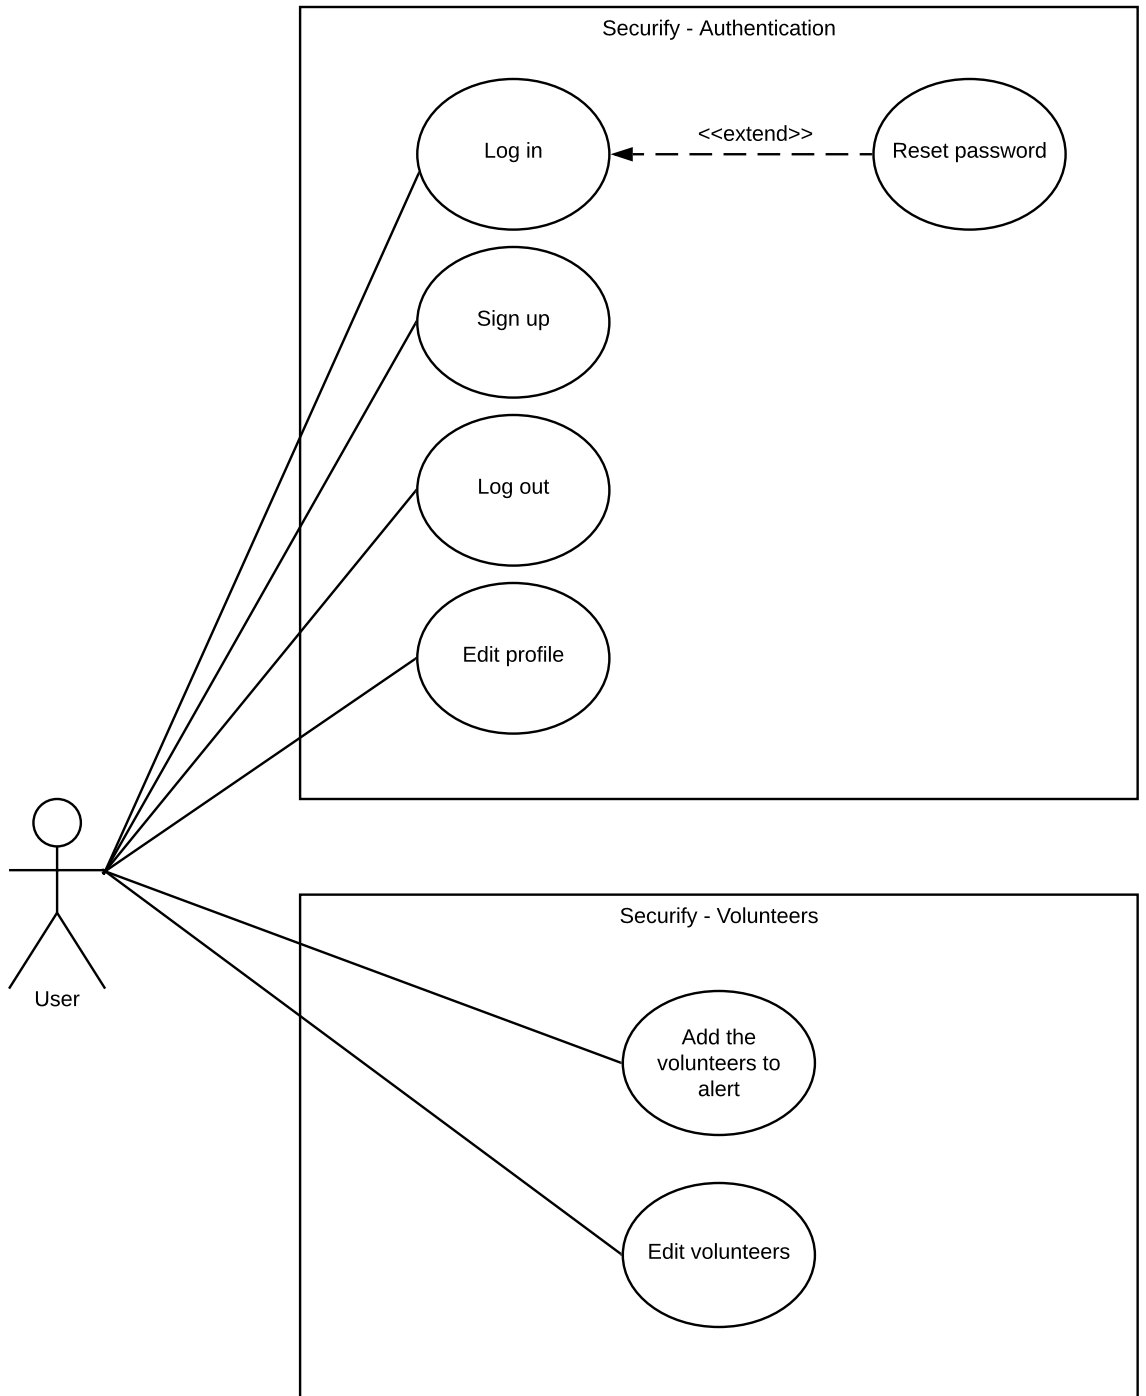 Securify - Authentication
Log in
<<extend>>
Reset password
Sign up
Log out
Edit profile
User
Securify - Volunteers
Add the
volunteers to
alert
Edit volunteers